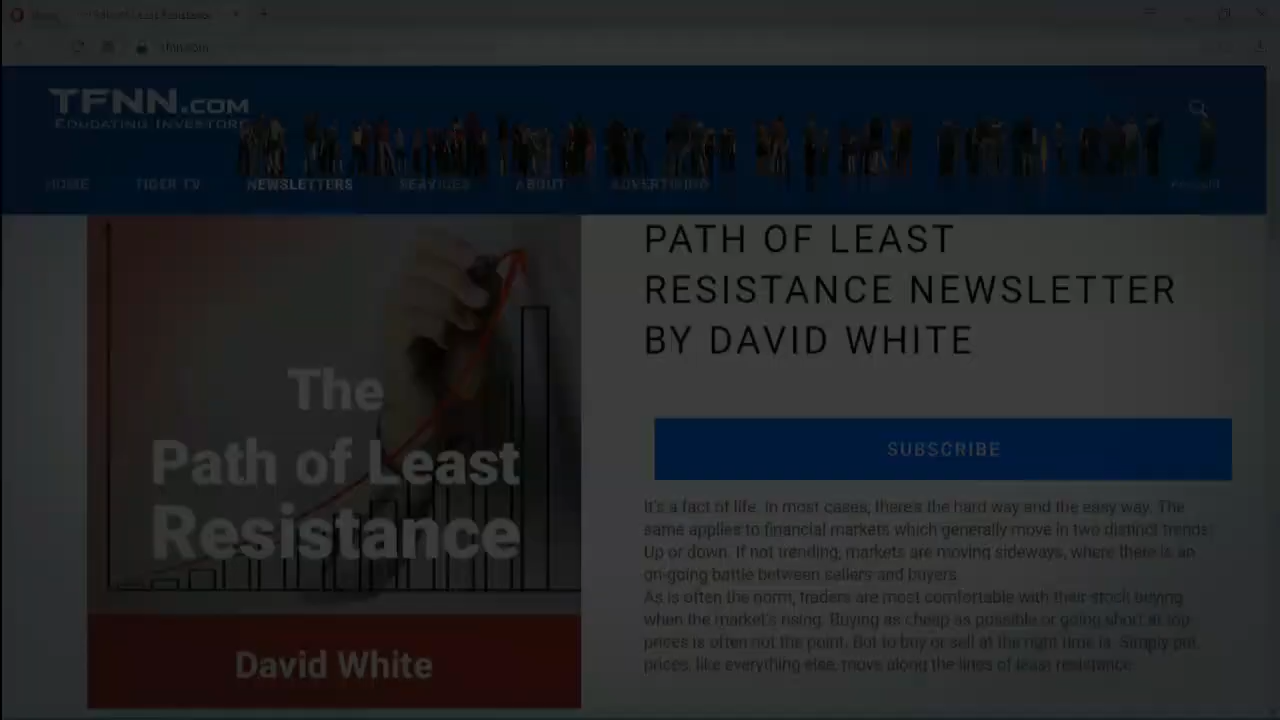 TFNN.COM
EDUCATING INVESTORS
HOME TIGER TV NEWSLETTERS SERVICES ABOUT ADVERTISING
The
Path of Least
Resistance
David White
PATH OF LEAST
RESISTANCE NEWSLETTER
BY DAVID WHITE
SUBSCRIBE
It's a fact of life. In most cases, there's the hard way and the easy way. The
same applies to financial markets which generally move in two distinct trends:
Up or down. If not trending, markets are moving sideways, where there is an
on-going battle between sellers and buyers.
As is often the norm, traders are most comfortable with their stock buying
when the market's rising. Buying as cheap as possible or going short at top
prices is often not the point. But to buy or sell at the right time is. Simply put,
prices, like everything else, move along the lines of least resistance.